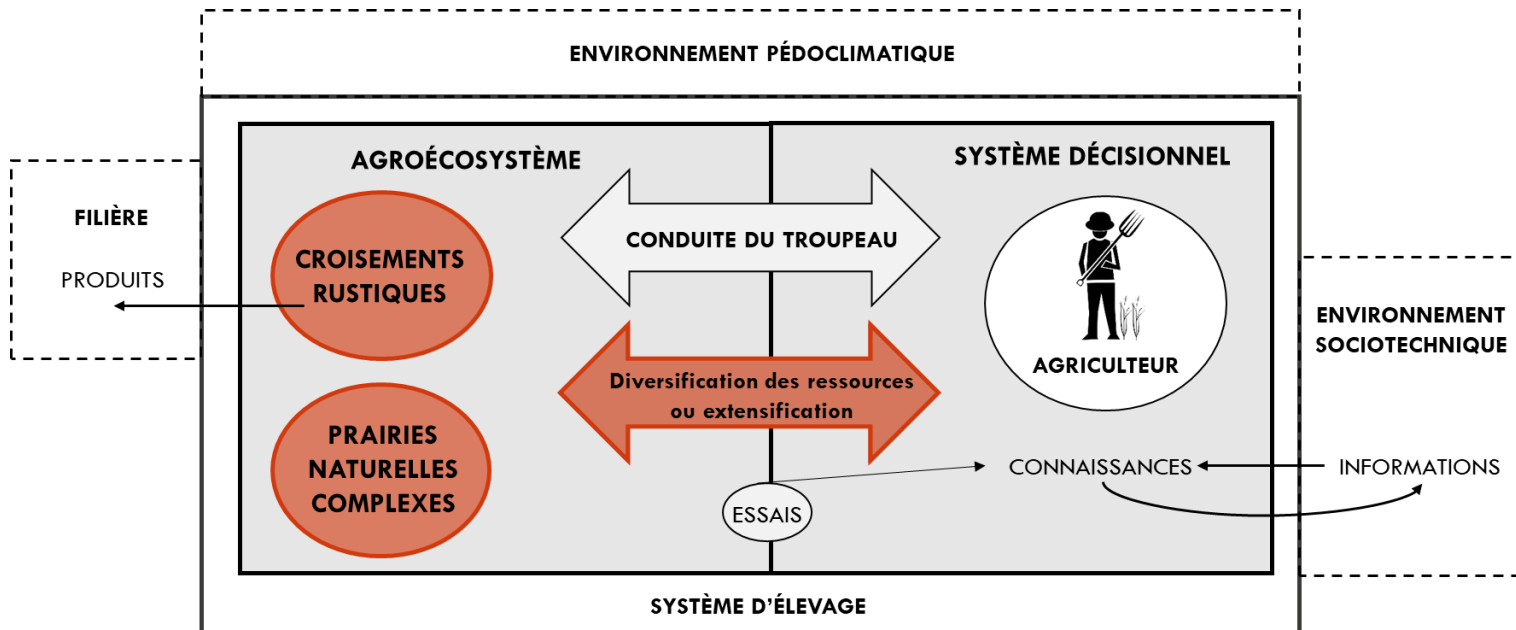 ENVIRONNEMENT PÉDOCLIMATIQUE
AGROÉCOSYSTÈME
SYSTÈME DÉCISIONNEL
FILIÈRE
PRODUITS
CROISEMENTS
RUSTIQUES
CONDUITE DU TROUPEAU
AGRICULTEUR
ENVIRONNEMENT
SOCIOTECHNIQUE
Diversification des ressources
ou extensification
PRAIRIES
NATURELLES
COMPLEXES
ESSAIS
CONNAISSANCES
INFORMATIONS
SYSTÈME D'ÉLEVAGE